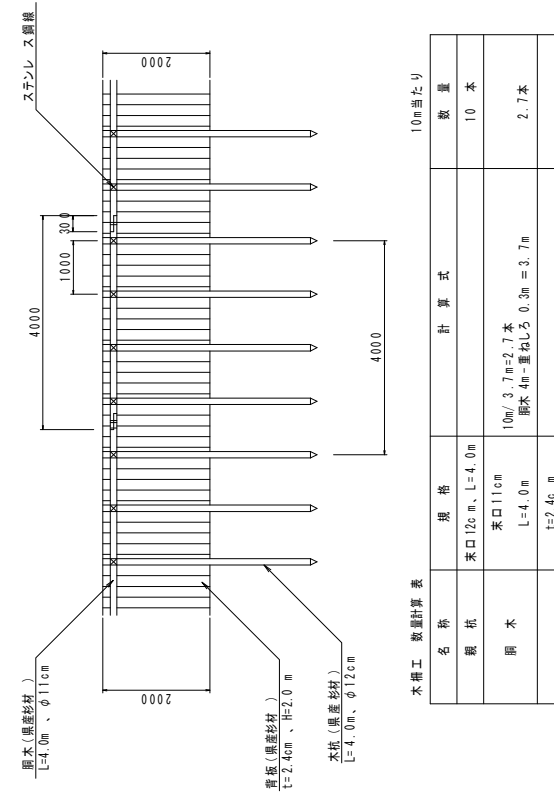 ステンレ ス鋼線
2000
2000
4000
1000
300
4000
胴木(県産杉材 )
L=4.0m 、φ11cm
背板(県産杉材 )
t=2.4cm 、H=2.0 m
木杭(県産杉材 )
L=4.0m、φ12cm
木柵工 数量計算 表
10m当たり
名 称 規 格 計 算 式 数 量
親 杭 末口12c m、L=4.0m 10 本
胴 木 末口11cm
L=4.0m
10m/ 3.7m=2.7本
胴木 4m-重ねしろ 0.3m =3.7m
2.7本
t=2.4c m